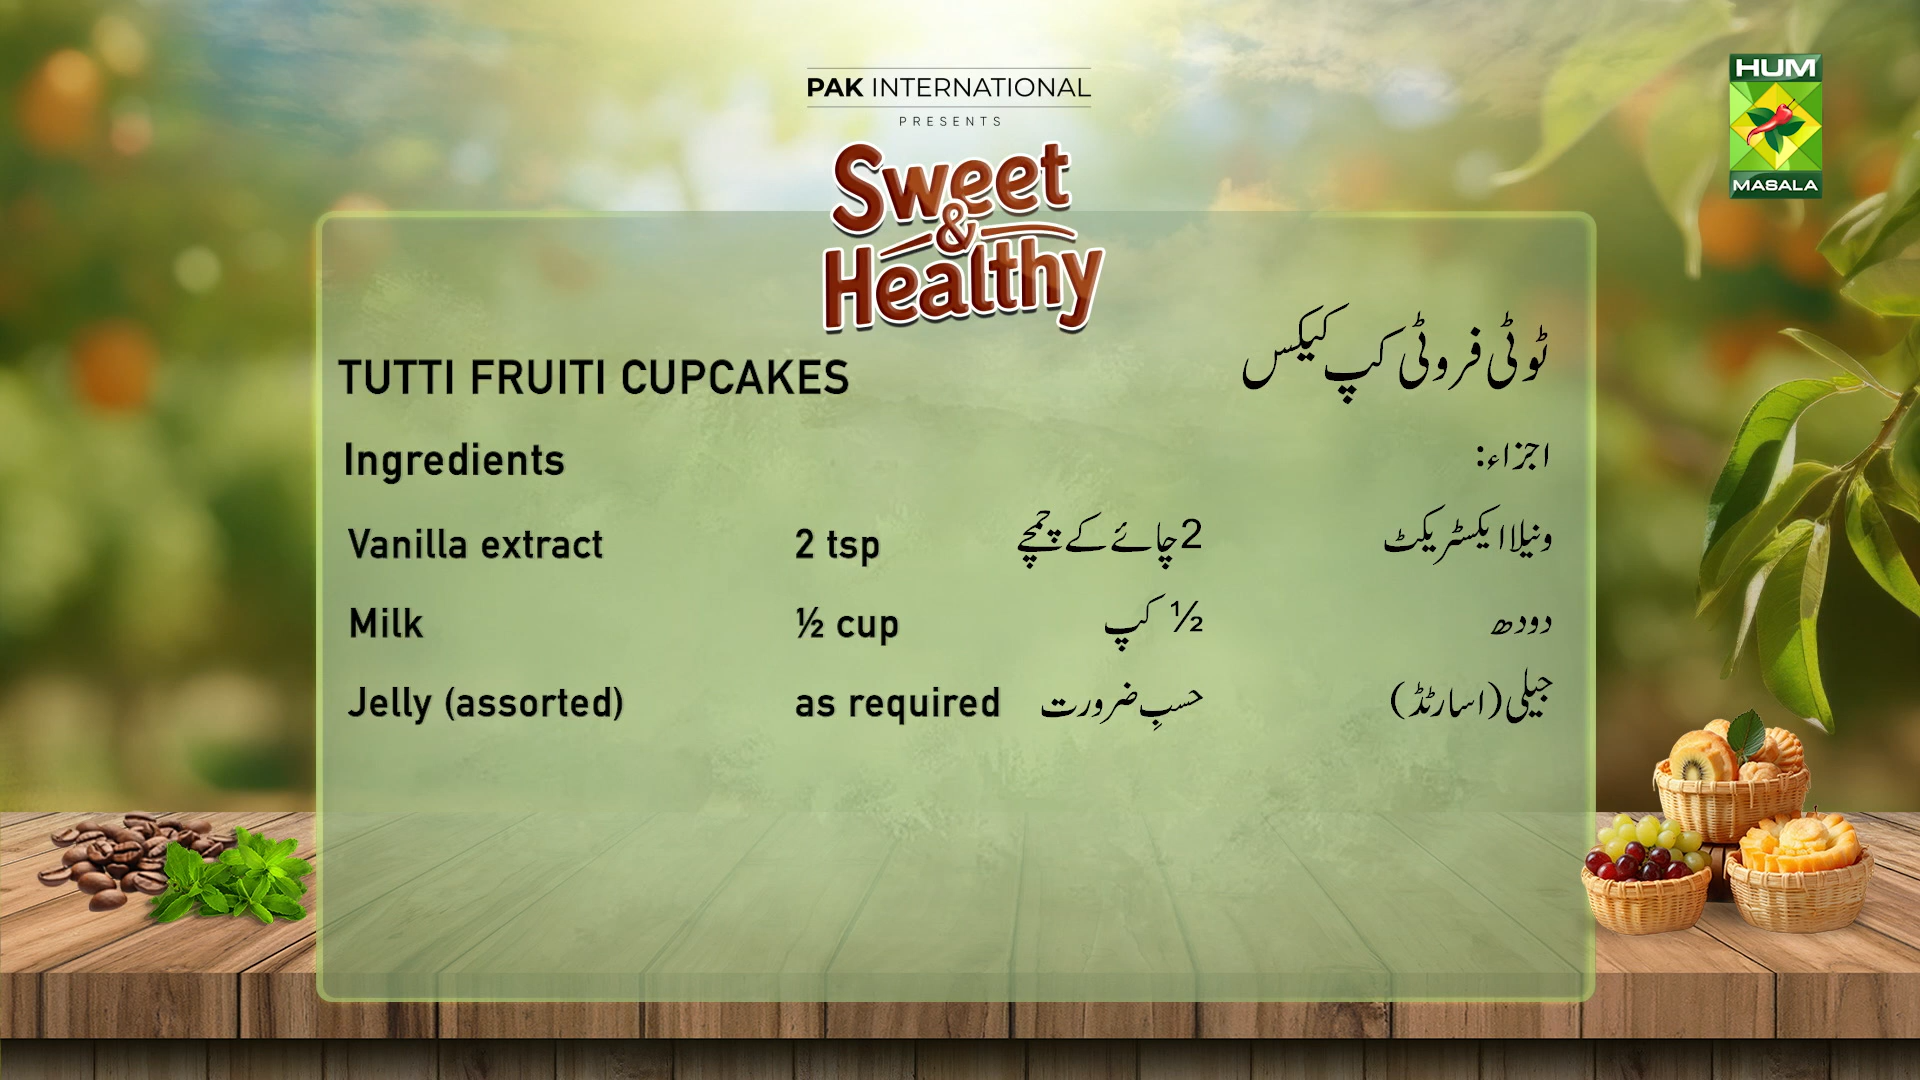 PAK INTERNATIONAL
PRESENTS
Sweet
&
Healthy
HUM
MASALA
TUTTI FRUITI CUPCAKES ٹوٹی فروٹی کپ کیکس
Ingredients اجزاء:
Vanilla extract 2 tsp 2 چائے کے چمچے ونیلا ایکسٹریکٹ
Milk ½ cup ½ کپ دودھ
Jelly (assorted) as required حسبِ ضرورت جیلی (اسارٹڈ)